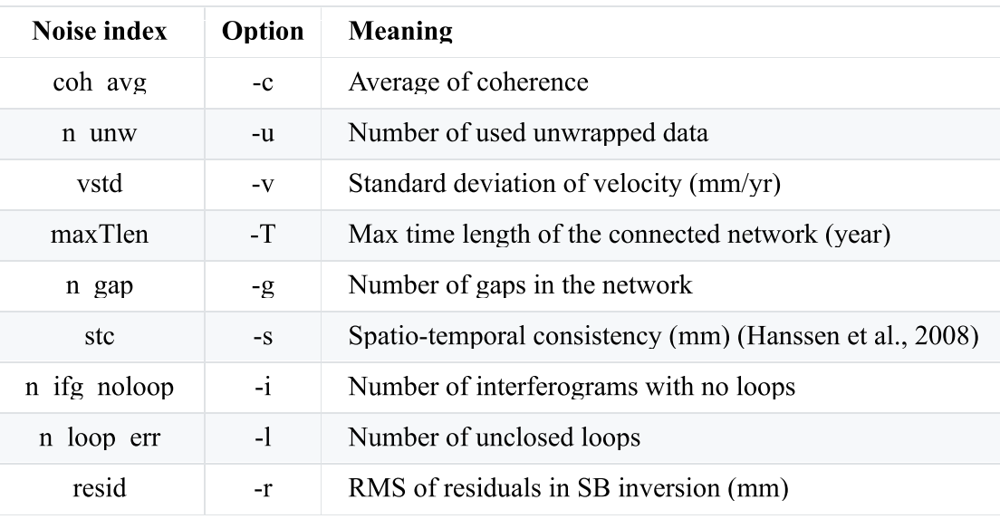 Noise index Option Meaning
coh avg -c Average of coherence
n unw -u Number of used unwrapped data
vstd -v Standard deviation of velocity (mm/yr)
maxTlen -T Max time length of the connected network (year)
n gap -g Number of gaps in the network
stc -s Spatio-temporal consistency (mm) (Hanssen et al., 2008)
n ifg noloop -i Number of interferograms with no loops
n loop err -l Number of unclosed loops
resid -r RMS of residuals in SB inversion (mm)